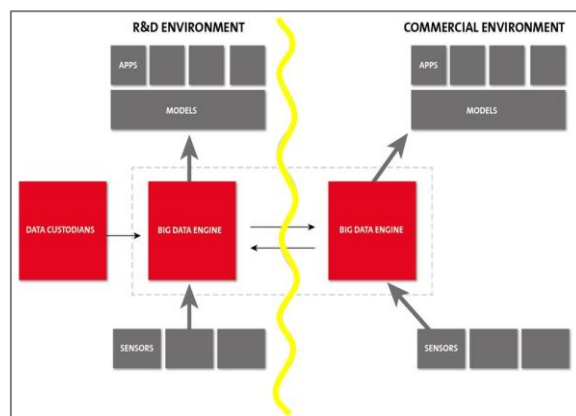 R&D ENVIRONMENT
COMMERCIAL ENVIRONMENT
APPS
APPS
MODELS
MODELS
DATA CUSTODIANS
BIG DATA ENGINE
BIG DATA ENGINE
SENSORS
SENSORS